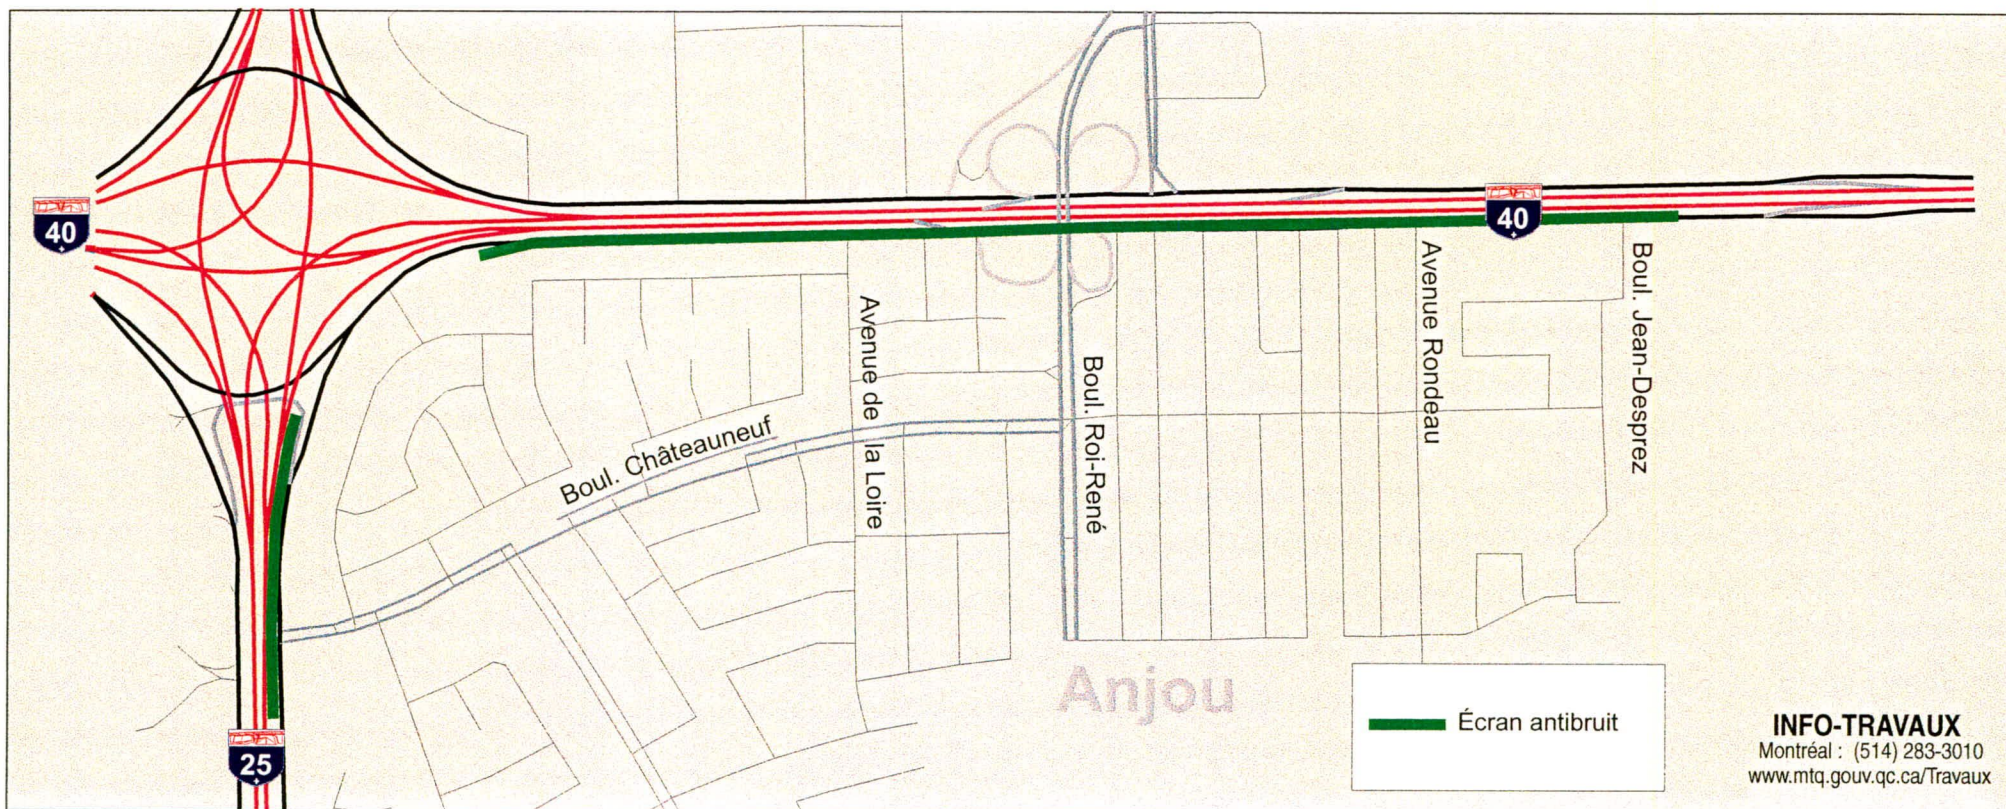 40
40
Avenue de la Loire
Boul. Châteauneuf
Boul. Roi-René
Avenue Rondeau
Boul. Jean-Desprez
Anjou
Écran antibruit
25
INFO-TRAVAUX
Montréal : (514) 283-3010
www.mtq.gouv.qc.ca/Travaux